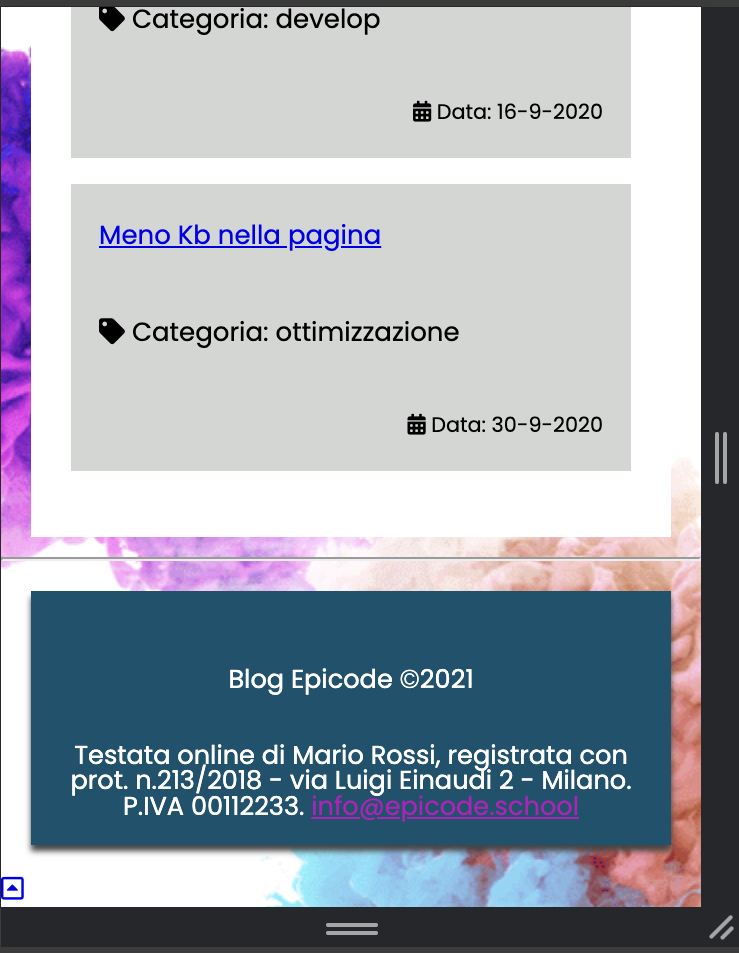 Categoria: develop
Data: 16-9-2020
Meno Kb nella pagina
Categoria: ottimizzazione
Data: 30-9-2020
Blog Epicode ©2021
Testata online di Mario Rossi, registrata con
prot. n.213/2018 - via Luigi Einaudi 2 - Milano.
P.IVA 00112233. info@epicode.school